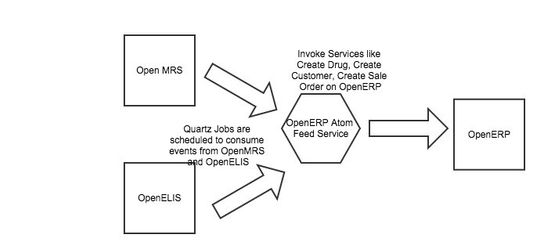 Open MRS
Invoke Services like
Create Drug, Create
Customer, Create Sale
Order on OpenERP
OpenERP Atom
Feed Service
Quartz Jobs are
scheduled to consume
events from OpenMRS
and OpenELIS
OpenELIS
OpenERP